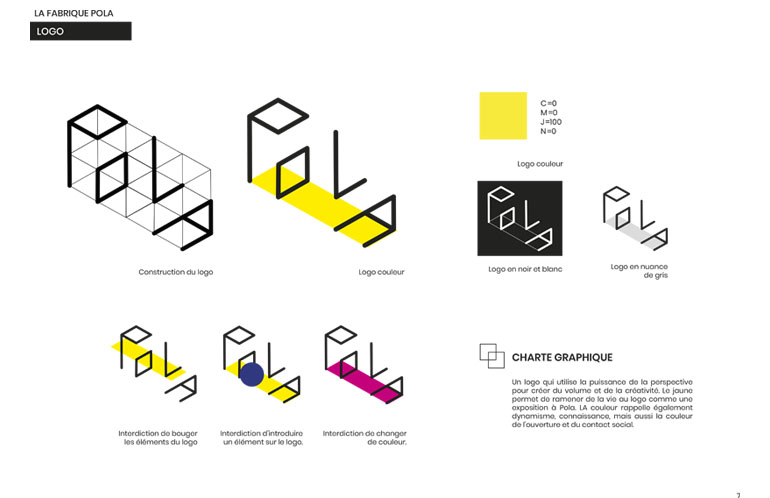 LA FABRIQUE POLA
LOGO
C=0
M=0
J=100
N=0
Logo couleur
Construction du logo
Logo couleur
Logo en noir et blanc
Logo en nuance
de gris
Interdiction de bouger
les éléments du logo
Interdiction d'introduire
un élément sur le logo.
Interdiction de changer
de couleur.
CHARTE GRAPHIQUE
Un logo qui utilise la puissance de la perspective
pour créer du volume et de la créativité. Le jaune
permet de ramener de la vie au logo comme une
exposition à Pola. LA couleur rappelle également
dynamisme, connaissance, mais aussi la couleur
de l'ouverture et du contact social.
7